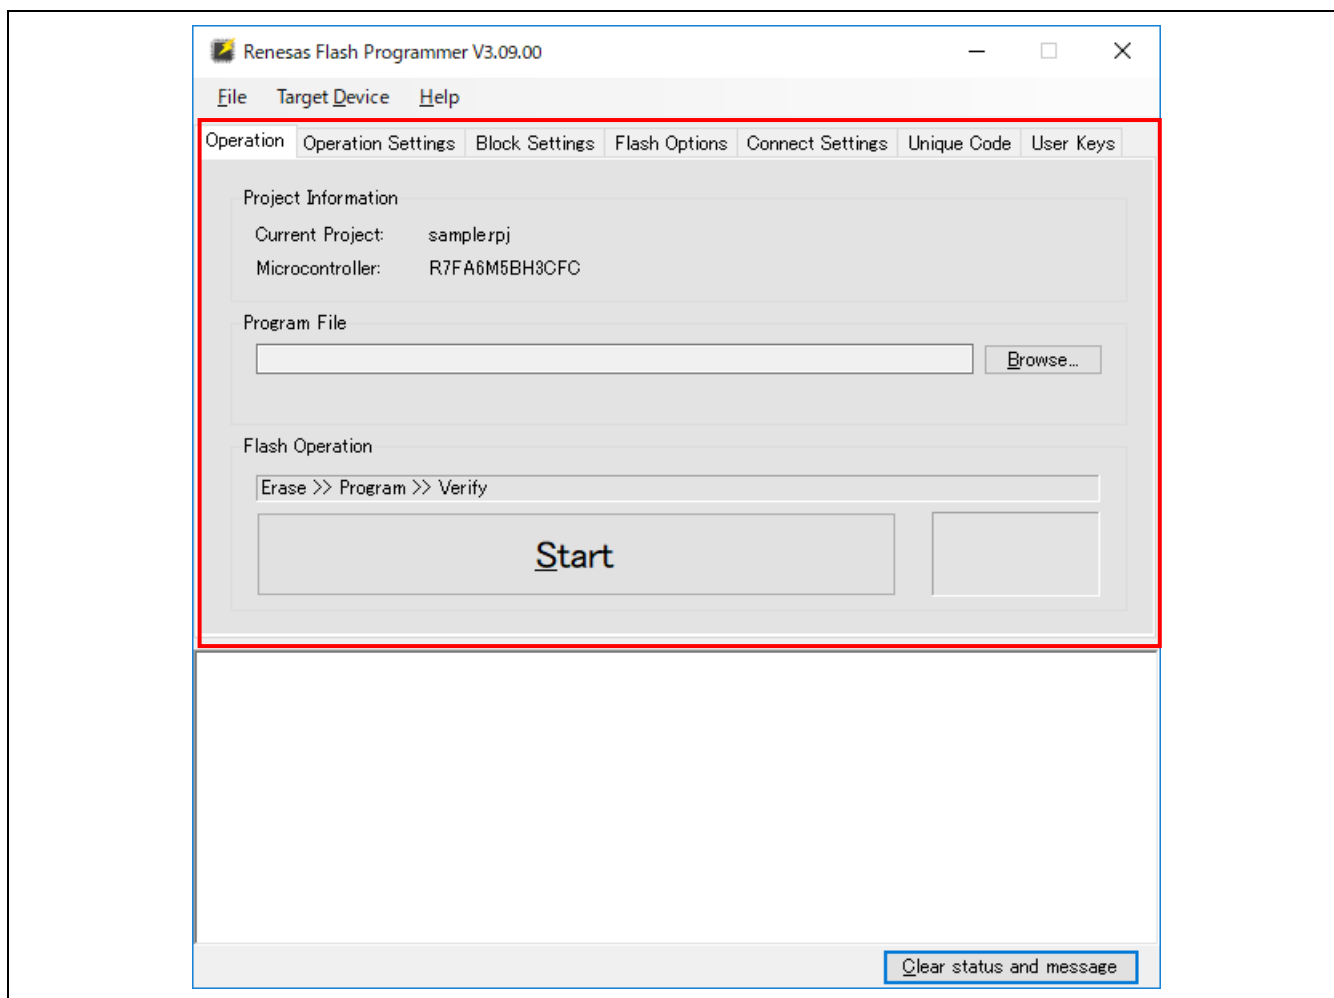 Renesas Flash Programmer V3.09.00
File Target Device Help
Operation Operation Settings Block Settings Flash Options Connect Settings Unique Code User Keys
Project Information
Current Project: sample.rpj
Microcontroller: R7FA6M5BH3CFC
Program File
Browse...
Flash Operation
Erase >> Program >> Verify
Start
Clear status and message